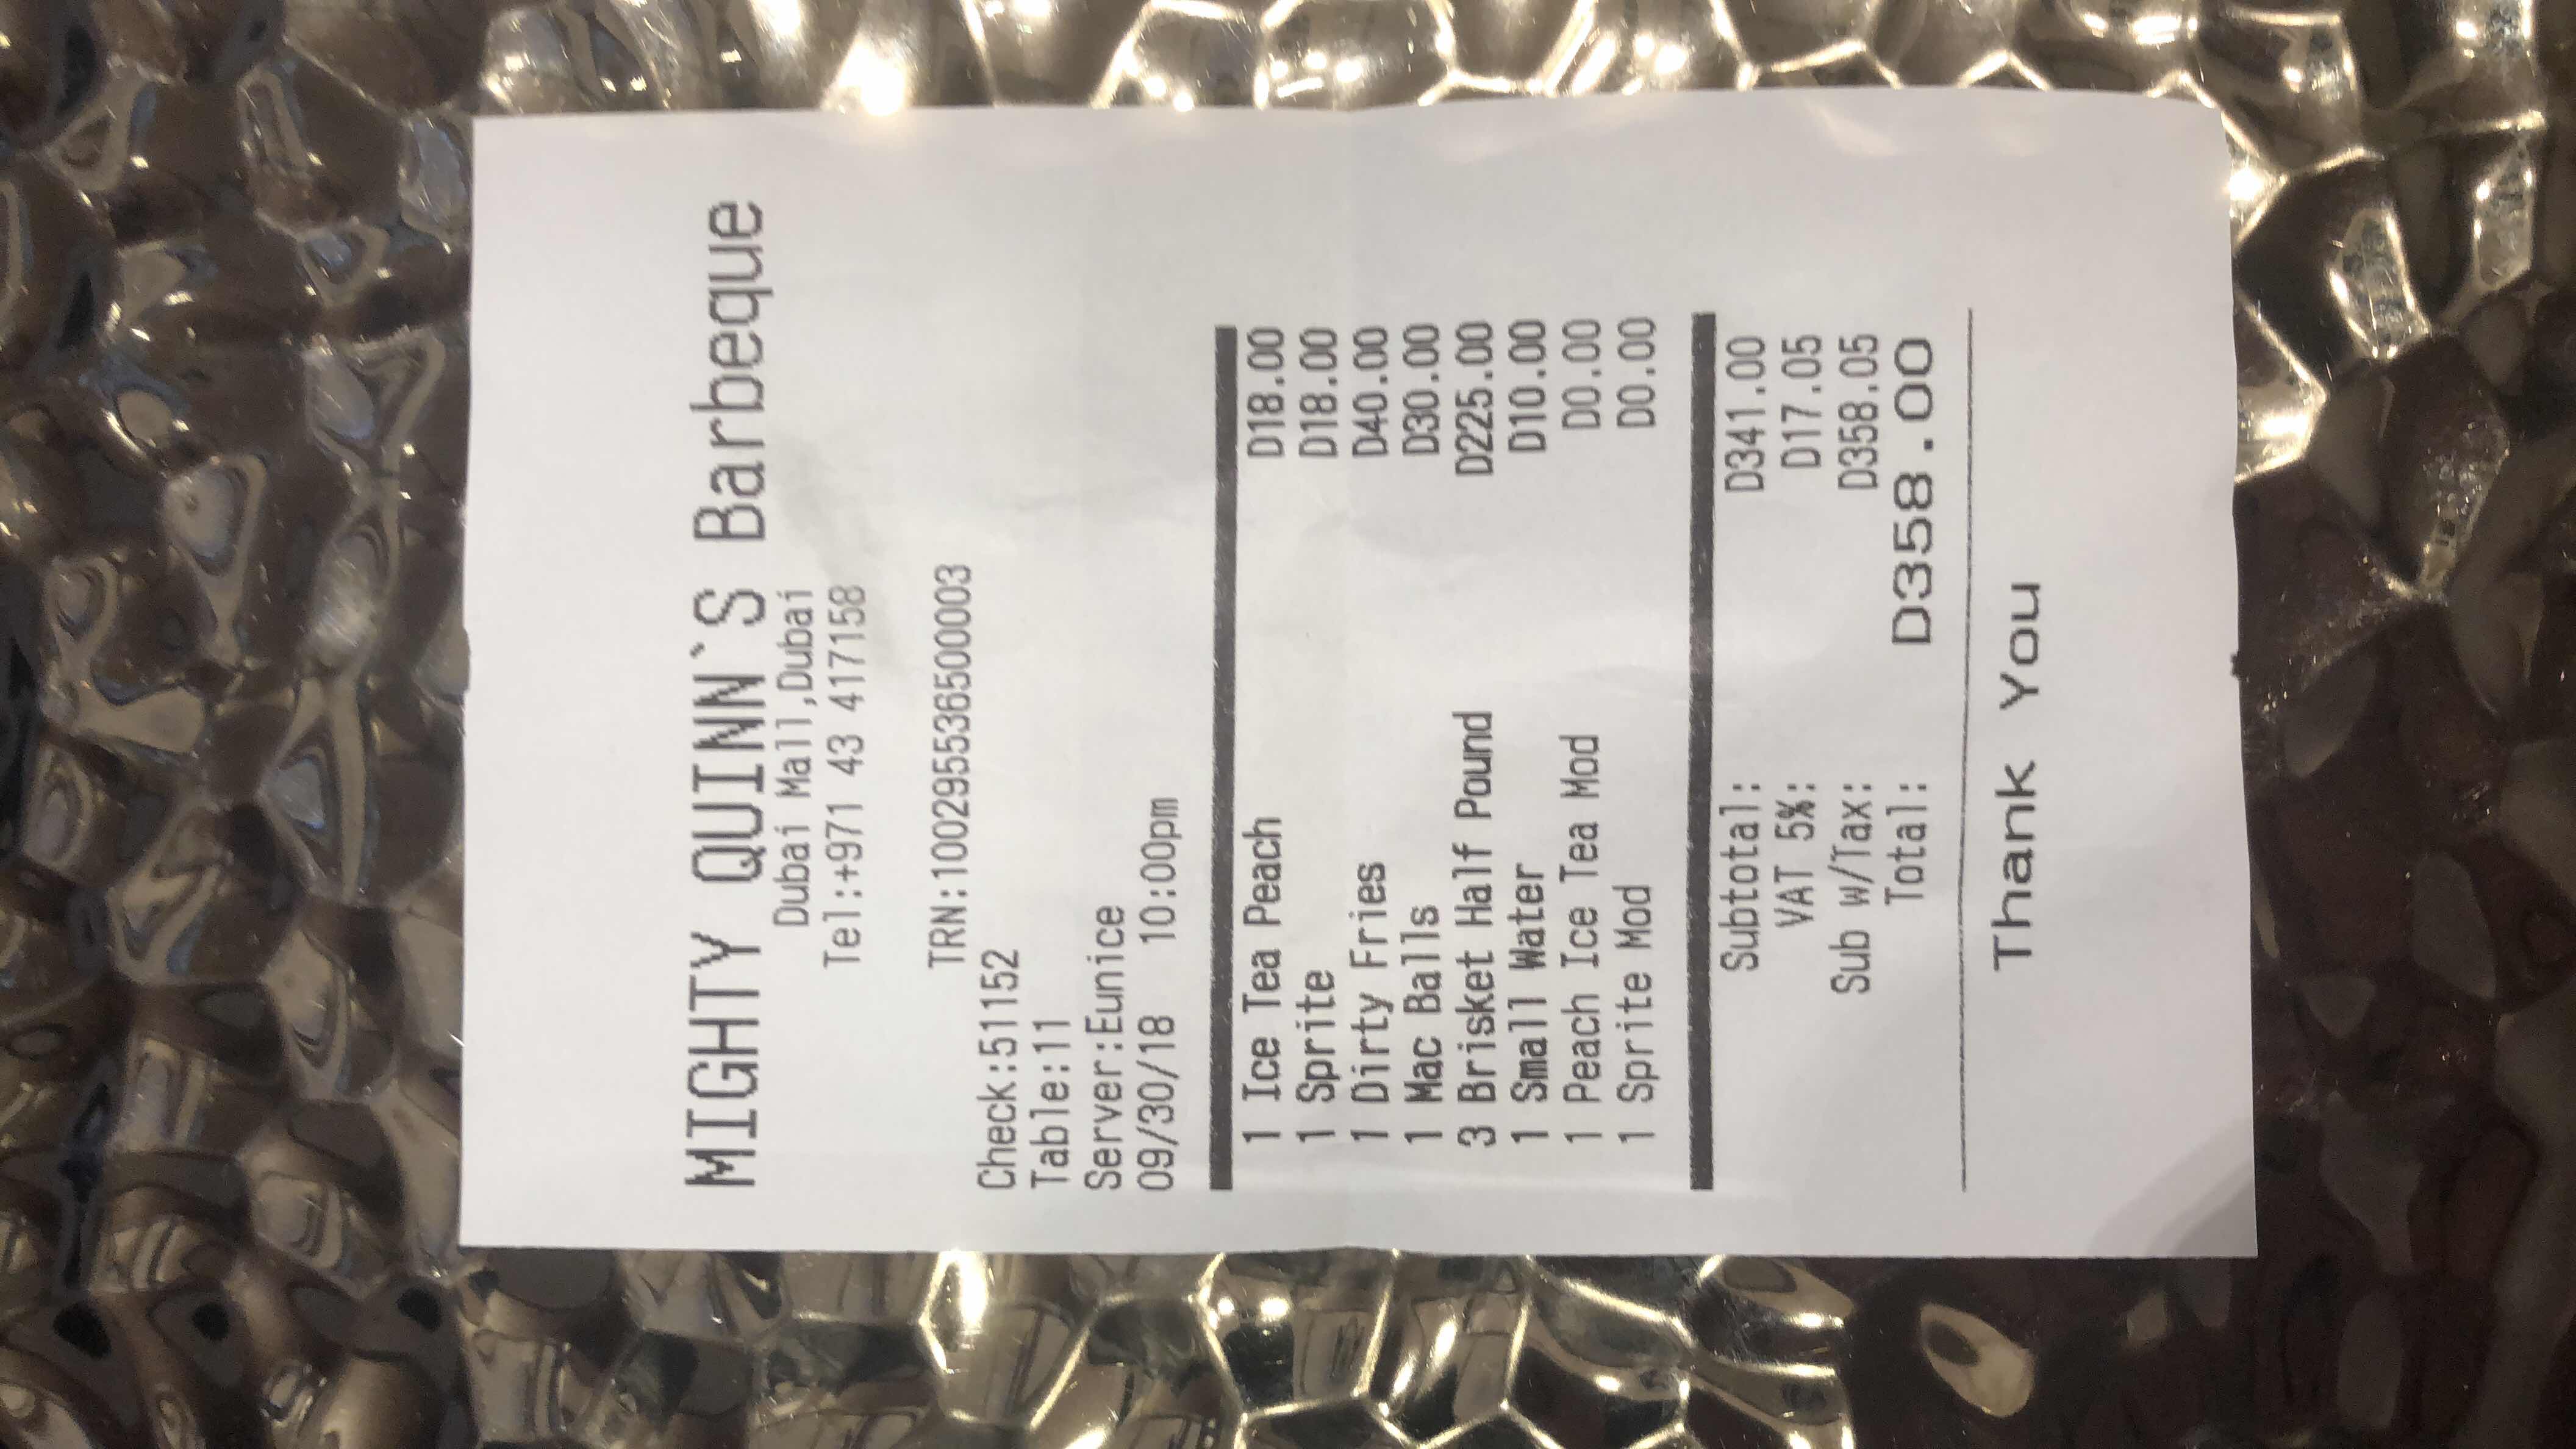 MIGHTY QUINN`S Barbeque
Dubai Mall,Dubai
Tel:+971 43 417158
TRN:100295536500003
Check:51152
Table:11
Server:Eunice
09/30/18 10:00pm
1 Ice Tea Peach D18.00
1 Sprite D18.00
1 Dirty Fries D40.00
1 Mac Balls D30.00
3 Brisket Half Pound D225.00
1 Small Water D10.00
1 Peach Ice Tea Mod D0.00
1 Sprite Mod D0.00
Subtotal: D341.00
VAT 5%: D17.05
Sub w/Tax: D358.05
Total: D358.00
Thank You